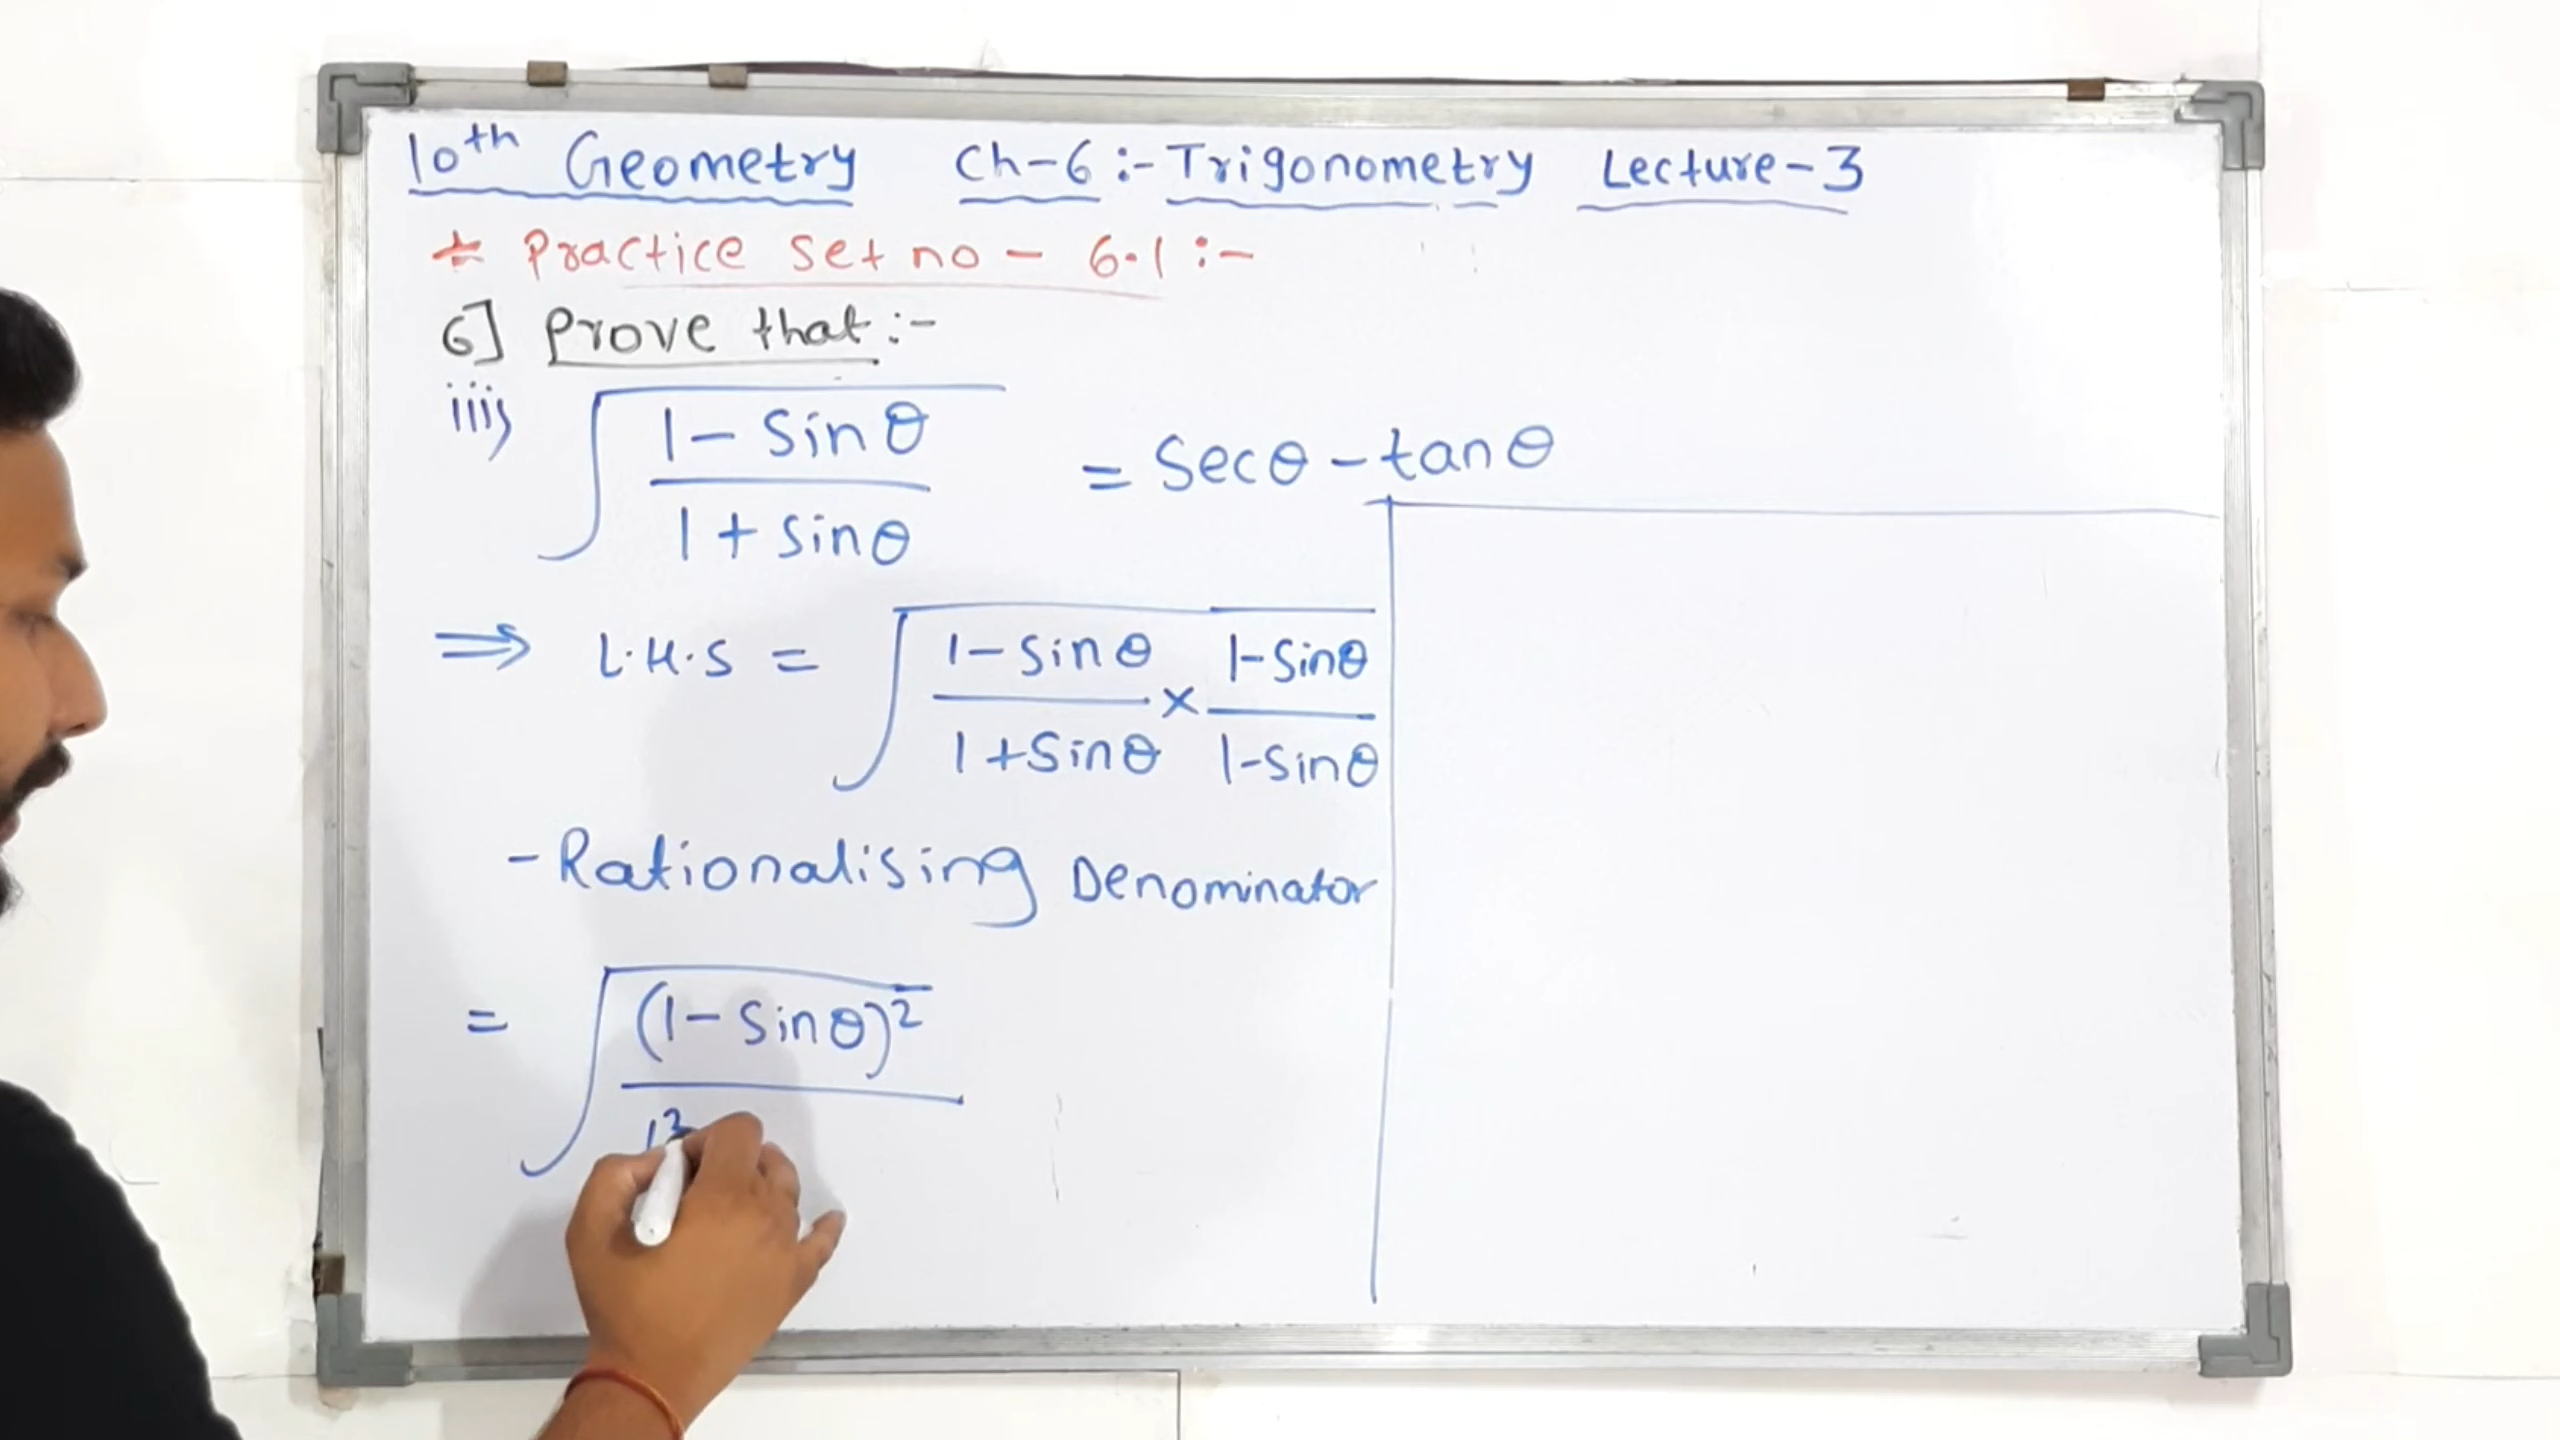 10th Geometry Ch-6:- Trigonometry Lecture-3
* Practice set no - 6.1 :-
6] Prove that:-
iii) √((1 - Sinθ)/(1 + sinθ)) = Secθ - tanθ
⇒ L.H.S = √((1 - sinθ)/(1 + Sinθ) × (1 - Sinθ)/(1 - sinθ))
- Rationalising Denominator
= √((1 - Sinθ)²
1²